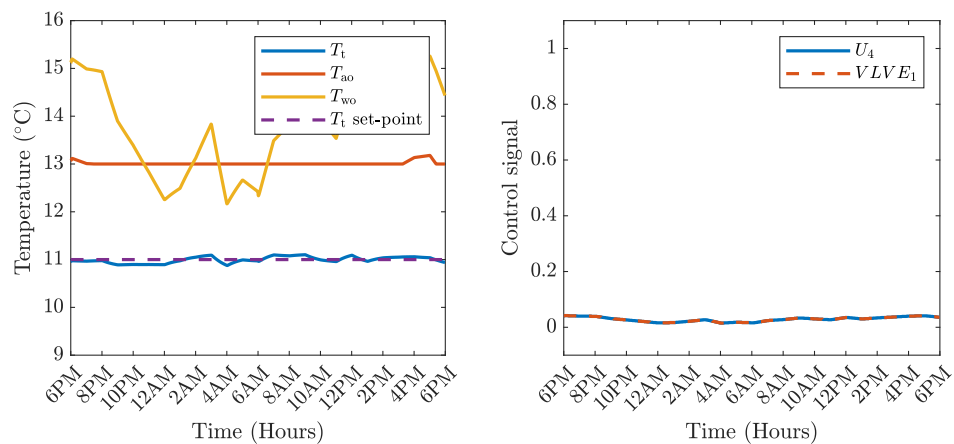 16
15
14
13
12
11
10
9
Temperature (°C)
T_t
T_ao
T_wo
T_t set-point
6PM 8PM 10PM 12AM 2AM 4AM 6AM 8AM 10AM 12PM 2PM 4PM 6PM
Time (Hours)
1
0.8
0.6
0.4
0.2
0
Control signal
U_4
VLVE_1
6PM 8PM 10PM 12AM 2AM 4AM 6AM 8AM 10AM 12PM 2PM 4PM 6PM
Time (Hours)